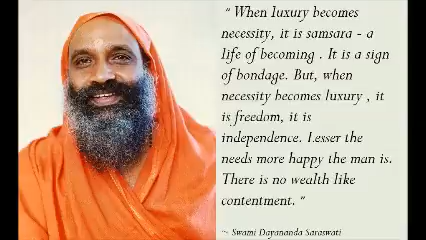 " When luxury becomes
necessity, it is samsara - a
life of becoming . It is a sign
of bondage. But, when
necessity becomes luxury , it
is freedom, it is
independence. Lesser the
needs more happy the man is.
There is no wealth like
contentment. "
~ Swami Dayananda Saraswati